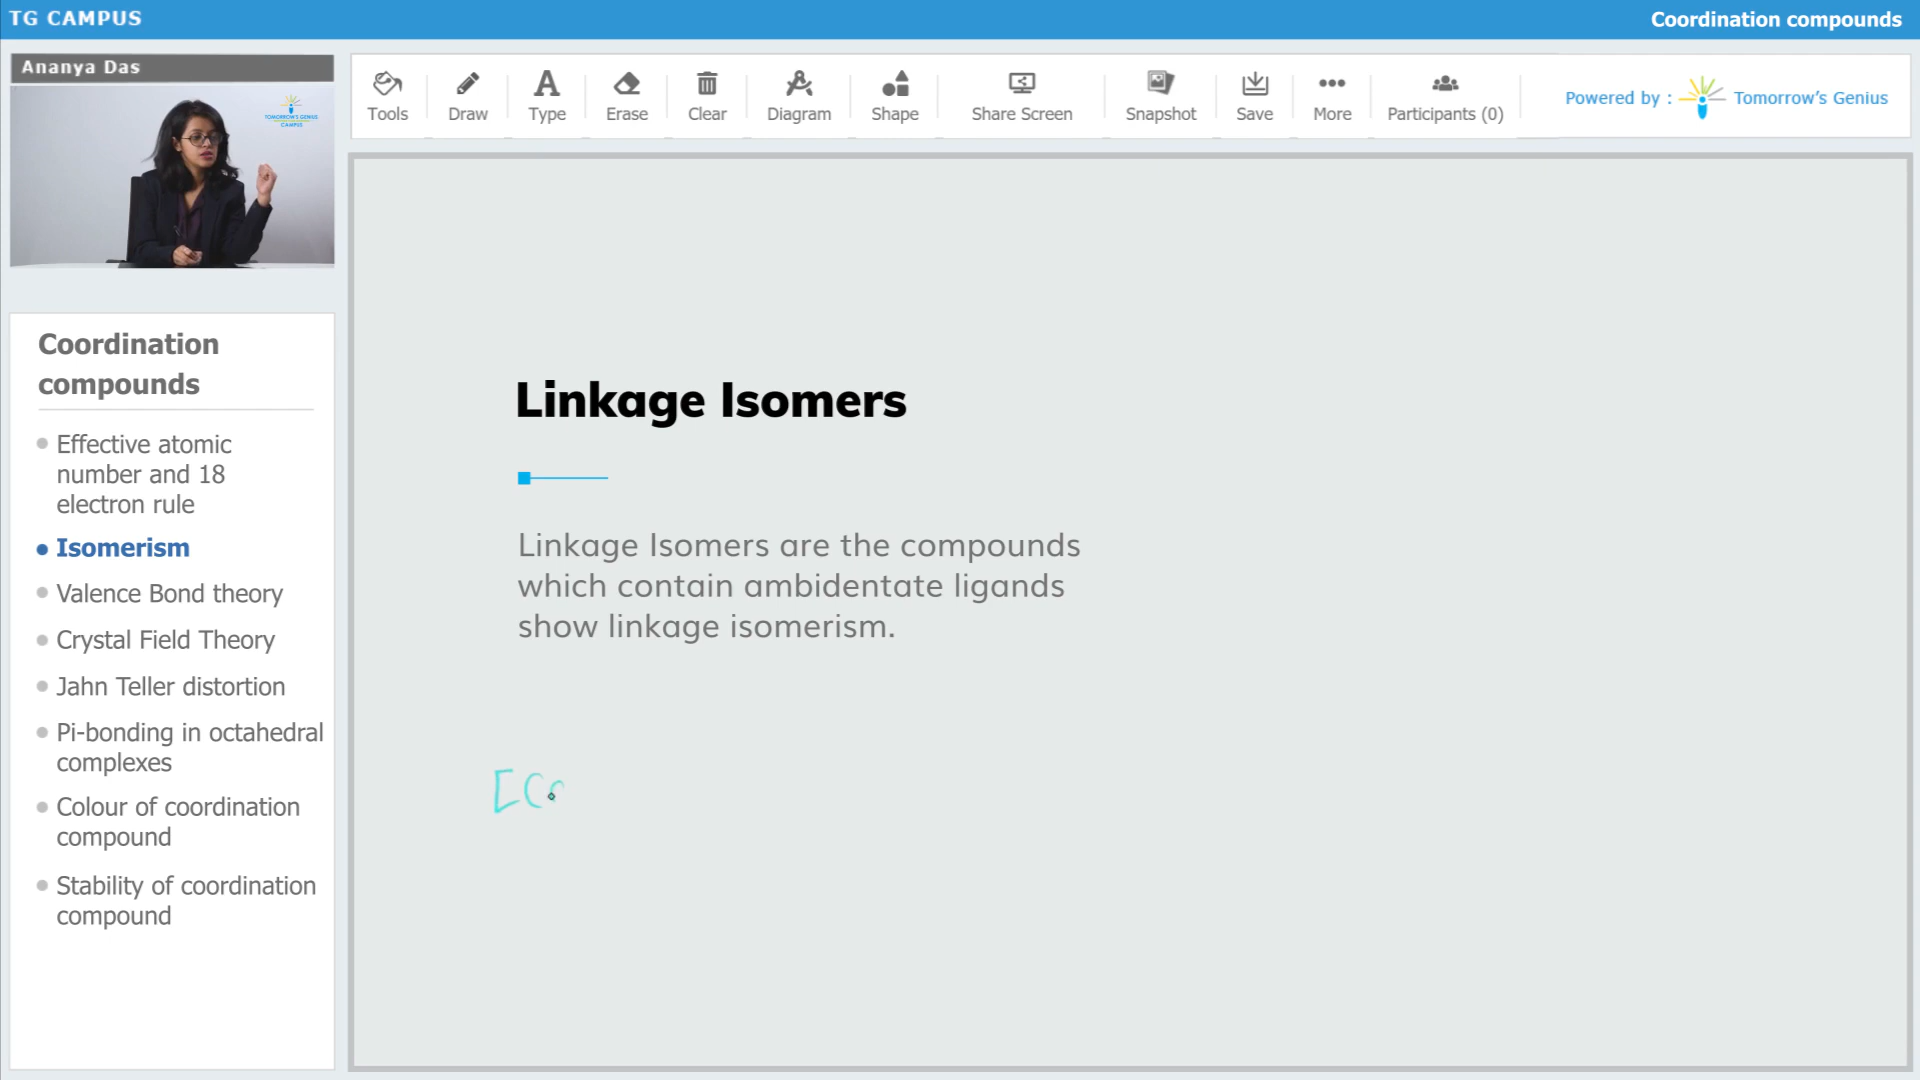 TG CAMPUS
Coordination compounds
Ananya Das
TOMORROW'S GENIUS
CAMPUS
Tools
Draw
Type
Erase
Clear
Diagram
Shape
Share Screen
Snapshot
Save
More
Participants (0)
Powered by :
Tomorrow's Genius
Coordination
compounds
Effective atomic
number and 18
electron rule
Isomerism
Valence Bond theory
Crystal Field Theory
Jahn Teller distortion
Pi-bonding in octahedral
complexes
Colour of coordination
compound
Stability of coordination
compound
Linkage Isomers
Linkage Isomers are the compounds
which contain ambidentate ligands
show linkage isomerism.
[C